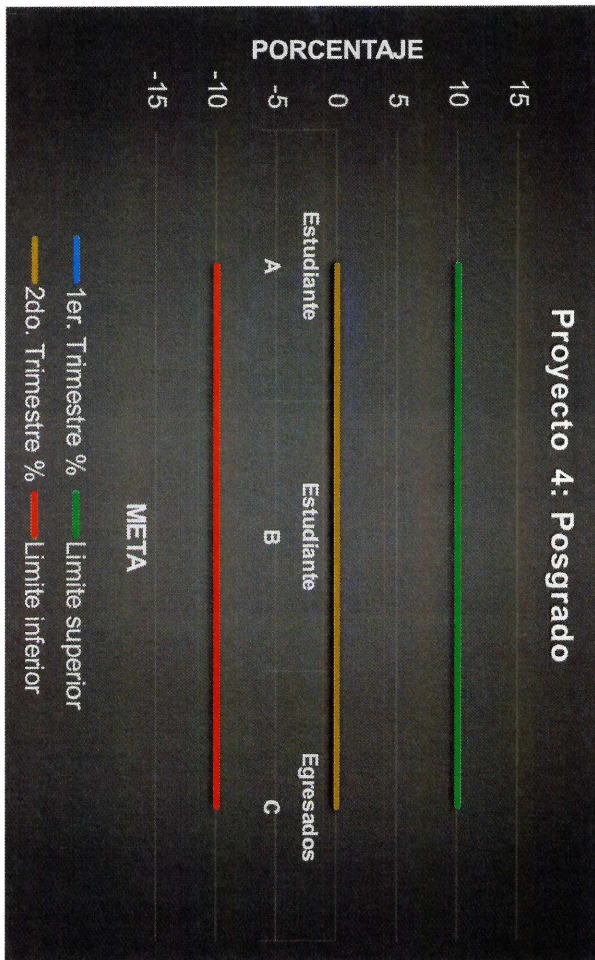 Proyecto 4: Posgrado
PORCENTAJE
15
10
5
0
-5
-10
-15
Estudiante Estudiante Egresados
A B C
META
1er. Trimestre % Limite superior
2do. Trimestre % Limite inferior